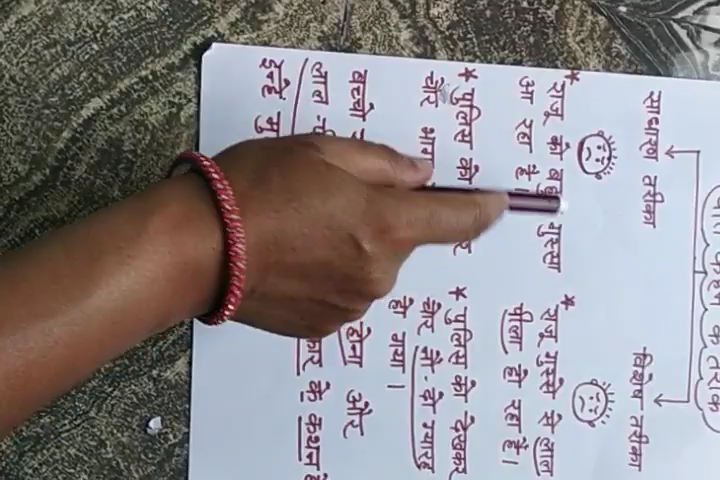 बात कहने के तरीके
साधारण तरीका
विशेष तरीका
* राजू को बहुत गुस्सा
आ रहा है।
* राजू गुस्से से लाल
पीला हो रहा है।
* पुलिस को
चोर भाग
* पुलिस को देखकर
चोर नौ-दो ग्यारह
हो गया।
बच्चो
होना और
लाल
के कथन है
इन्हें मु